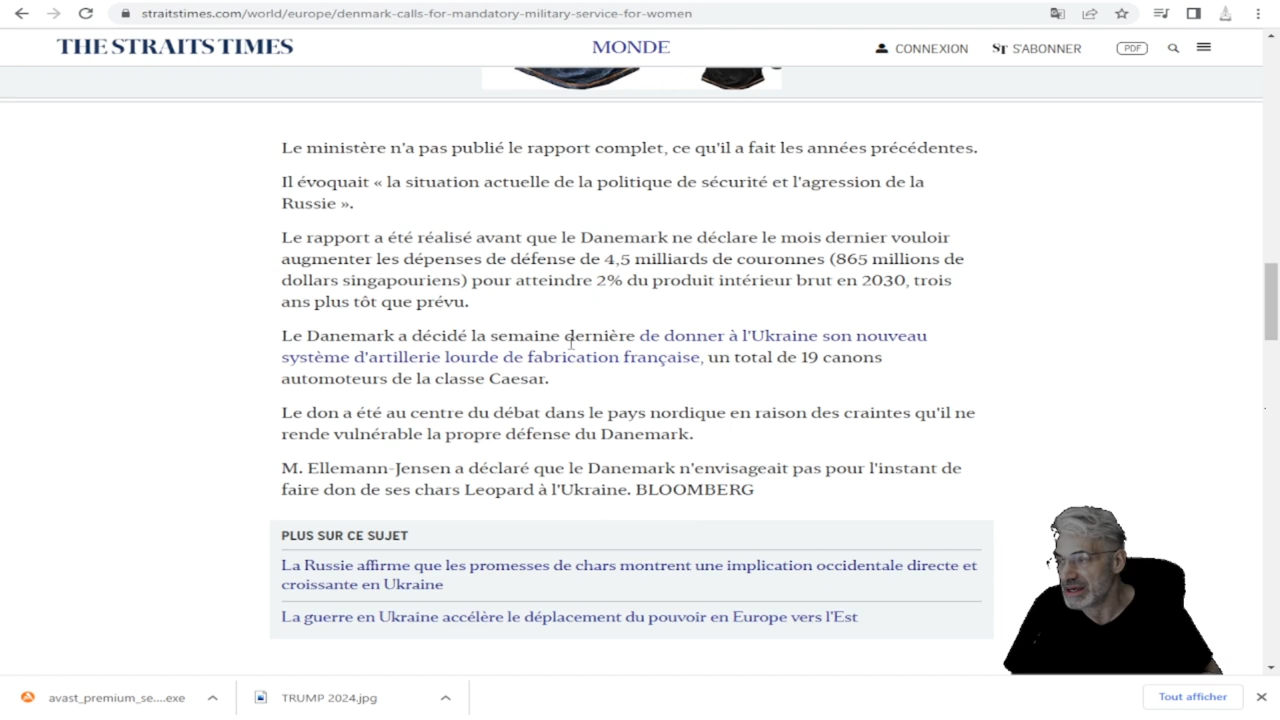 straitstimes.com/world/europe/denmark-calls-for-mandatory-military-service-for-women
THE STRAITS TIMES
MONDE
CONNEXION
ST S'ABONNER
PDF
Le ministère n'a pas publié le rapport complet, ce qu'il a fait les années précédentes.
Il évoquait « la situation actuelle de la politique de sécurité et l'agression de la
Russie ».
Le rapport a été réalisé avant que le Danemark ne déclare le mois dernier vouloir
augmenter les dépenses de défense de 4,5 milliards de couronnes (865 millions de
dollars singapouriens) pour atteindre 2% du produit intérieur brut en 2030, trois
ans plus tôt que prévu.
Le Danemark a décidé la semaine dernière de donner à l'Ukraine son nouveau
système d'artillerie lourde de fabrication française, un total de 19 canons
automoteurs de la classe Caesar.
Le don a été au centre du débat dans le pays nordique en raison des craintes qu'il ne
rende vulnérable la propre défense du Danemark.
M. Ellemann-Jensen a déclaré que le Danemark n'envisageait pas pour l'instant de
faire don de ses chars Leopard à l'Ukraine. BLOOMBERG
PLUS SUR CE SUJET
La Russie affirme que les promesses de chars montrent une implication occidentale directe et
croissante en Ukraine
La guerre en Ukraine accélère le déplacement du pouvoir en Europe vers l'Est
avast_premium_se....exe
TRUMP 2024.jpg
Tout afficher